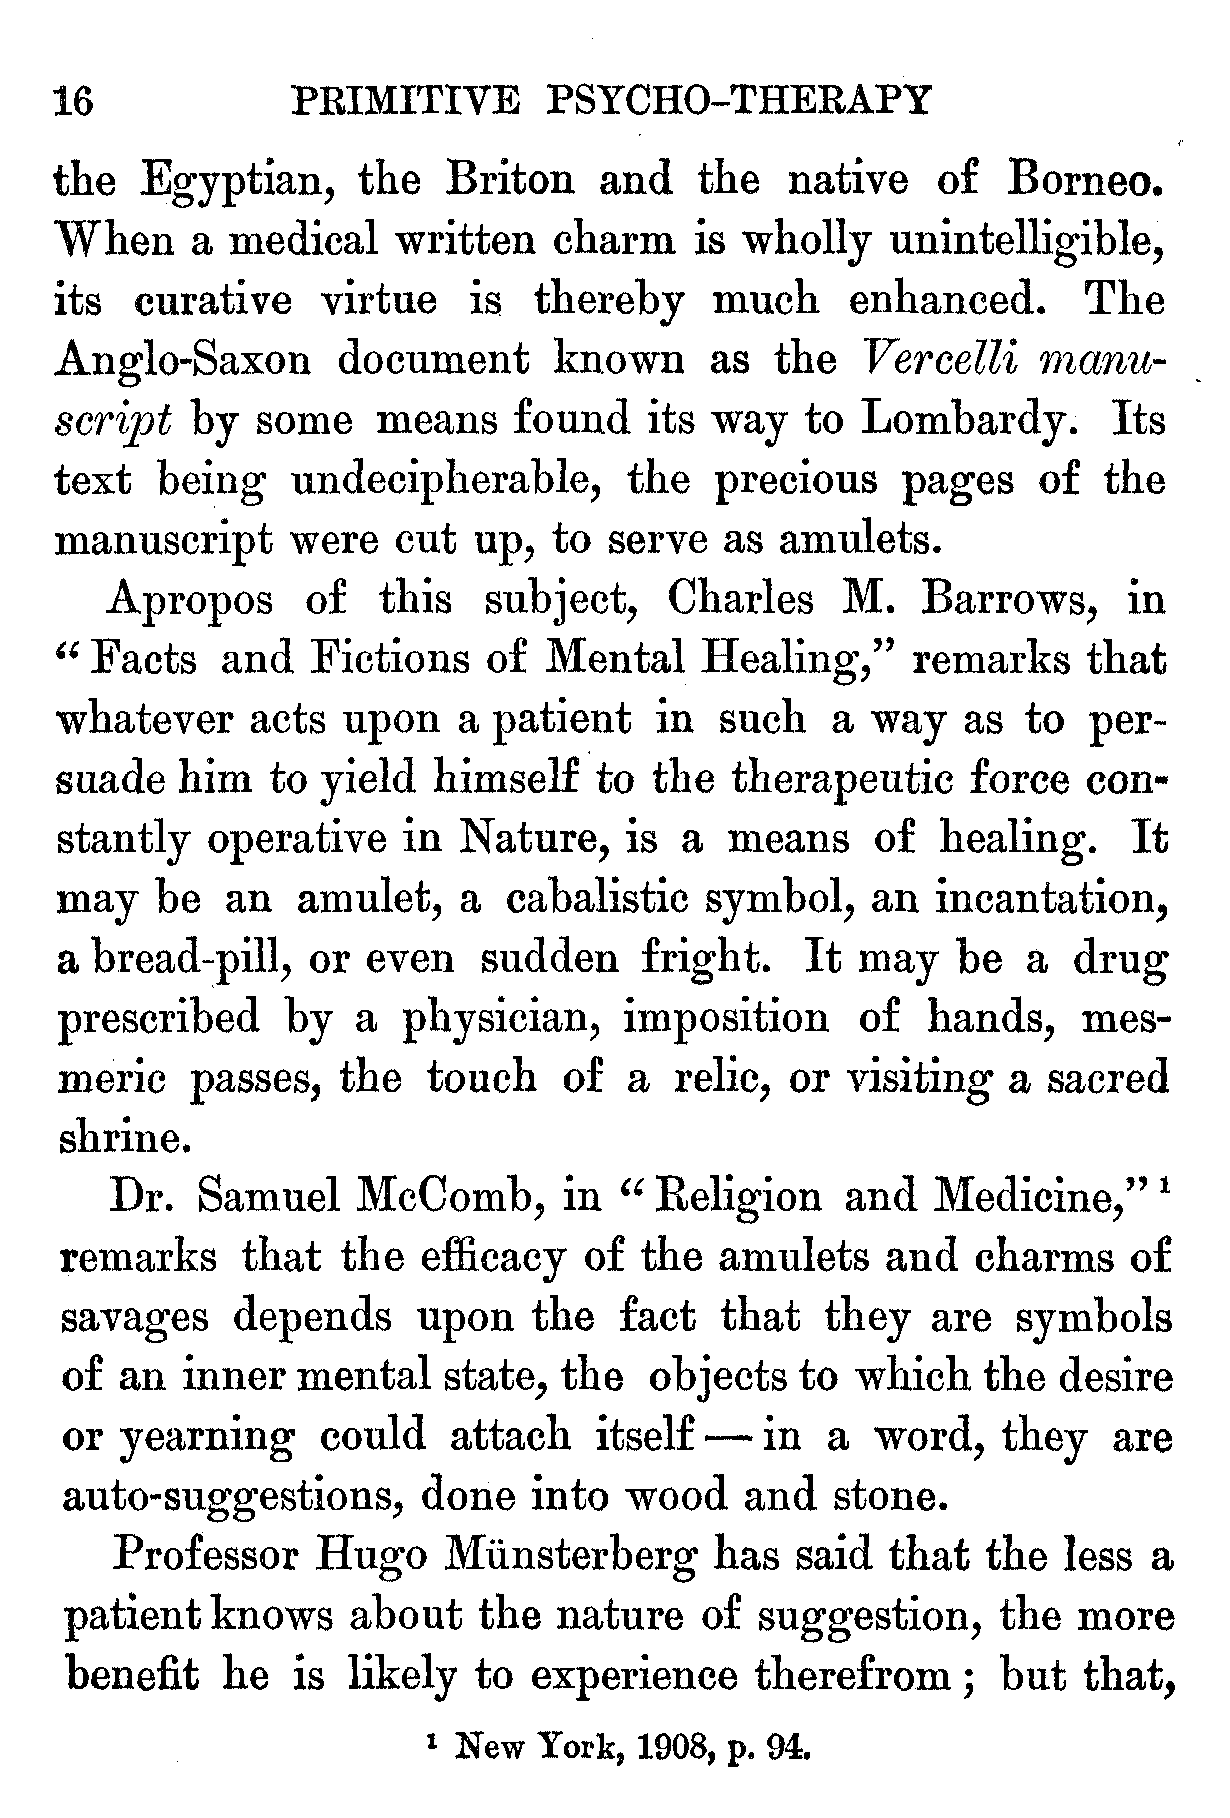 16 PRIMITIVE PSYCHO-THERAPY
the Egyptian, the Briton and the native of Borneo.
When a medical written charm is wholly unintelligible,
its curative virtue is thereby much enhanced. The
Anglo-Saxon document known as the Vercelli manu-
script by some means found its way to Lombardy. Its
text being undecipherable, the precious pages of the
manuscript were cut up, to serve as amulets.
Apropos of this subject, Charles M. Barrows, in
“ Facts and Fictions of Mental Healing,” remarks that
whatever acts upon a patient in such a way as to per-
suade him to yield himself to the therapeutic force con-
stantly operative in Nature, is a means of healing. It
may be an amulet, a cabalistic symbol, an incantation,
a bread-pill, or even sudden fright. It may be a drug
prescribed by a physician, imposition of hands, mes-
meric passes, the touch of a relic, or visiting a sacred
shrine.
Dr. Samuel McComb, in “ Religion and Medicine,” ¹
remarks that the efficacy of the amulets and charms of
savages depends upon the fact that they are symbols
of an inner mental state, the objects to which the desire
or yearning could attach itself — in a word, they are
auto-suggestions, done into wood and stone.
Professor Hugo Münsterberg has said that the less a
patient knows about the nature of suggestion, the more
benefit he is likely to experience therefrom ; but that,
¹ New York, 1908, p. 94.